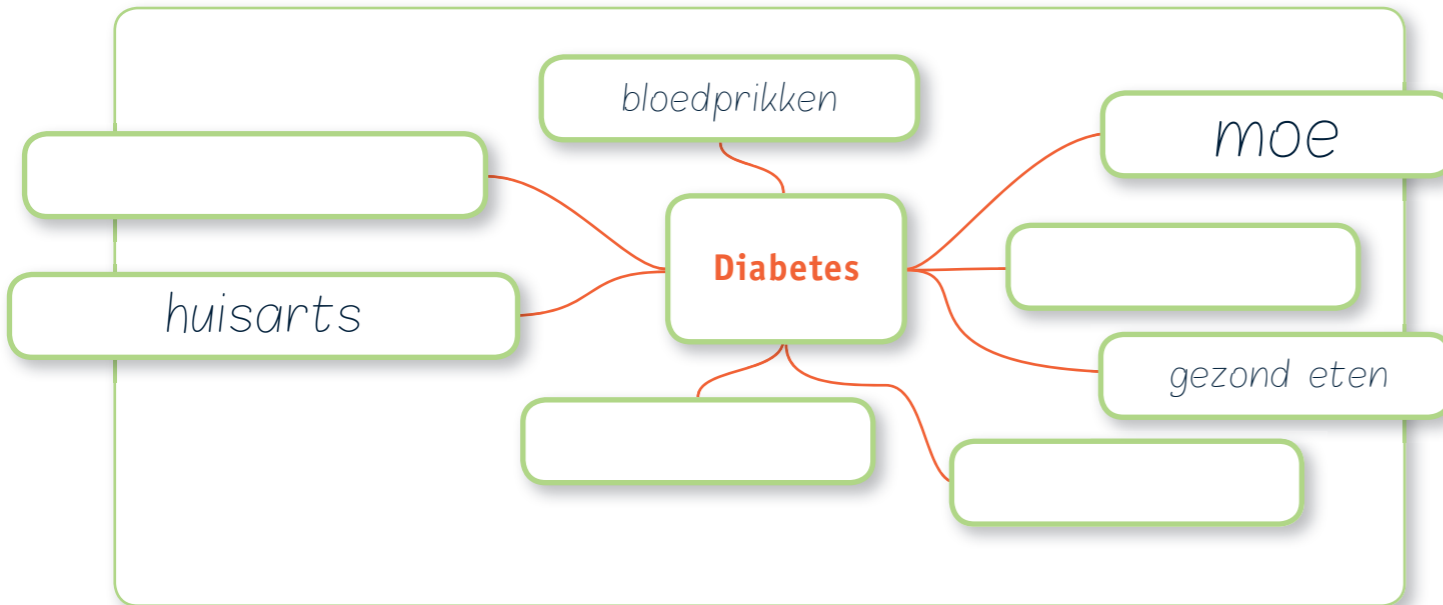 bloedprikken
moe
Diabetes
huisarts
gezond eten